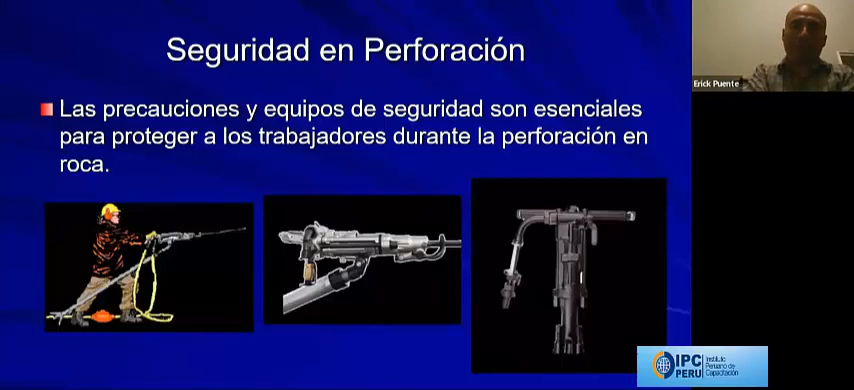 Seguridad en Perforación
Las precauciones y equipos de seguridad son esenciales
para proteger a los trabajadores durante la perforación en
roca.
Erick Puente
IPC
PERU
Instituto
Peruano de
Capacitación